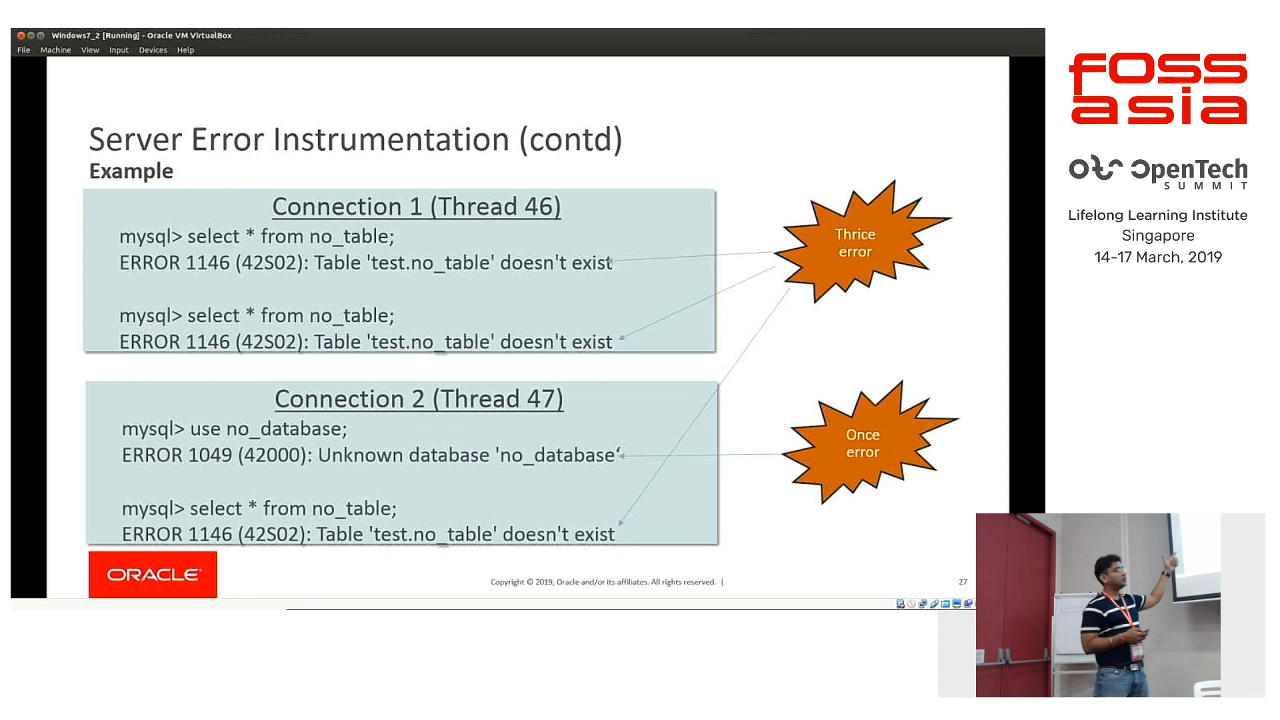 Windows7_2 [Running] - Oracle VM VirtualBox
File Machine View Input Devices Help
Server Error Instrumentation (contd)
Example
Connection 1 (Thread 46)
mysql> select * from no_table;
ERROR 1146 (42S02): Table 'test.no_table' doesn't exist
mysql> select * from no_table;
ERROR 1146 (42S02): Table 'test.no_table' doesn't exist
Thrice
error
Connection 2 (Thread 47)
mysql> use no_database;
ERROR 1049 (42000): Unknown database 'no_database‘
mysql> select * from no_table;
ERROR 1146 (42S02): Table 'test.no_table' doesn't exist
Once
error
ORACLE
Copyright © 2019, Oracle and/or its affiliates. All rights reserved. |
27
foss
asia
OpenTech
SUMMIT
Lifelong Learning Institute
Singapore
14-17 March, 2019